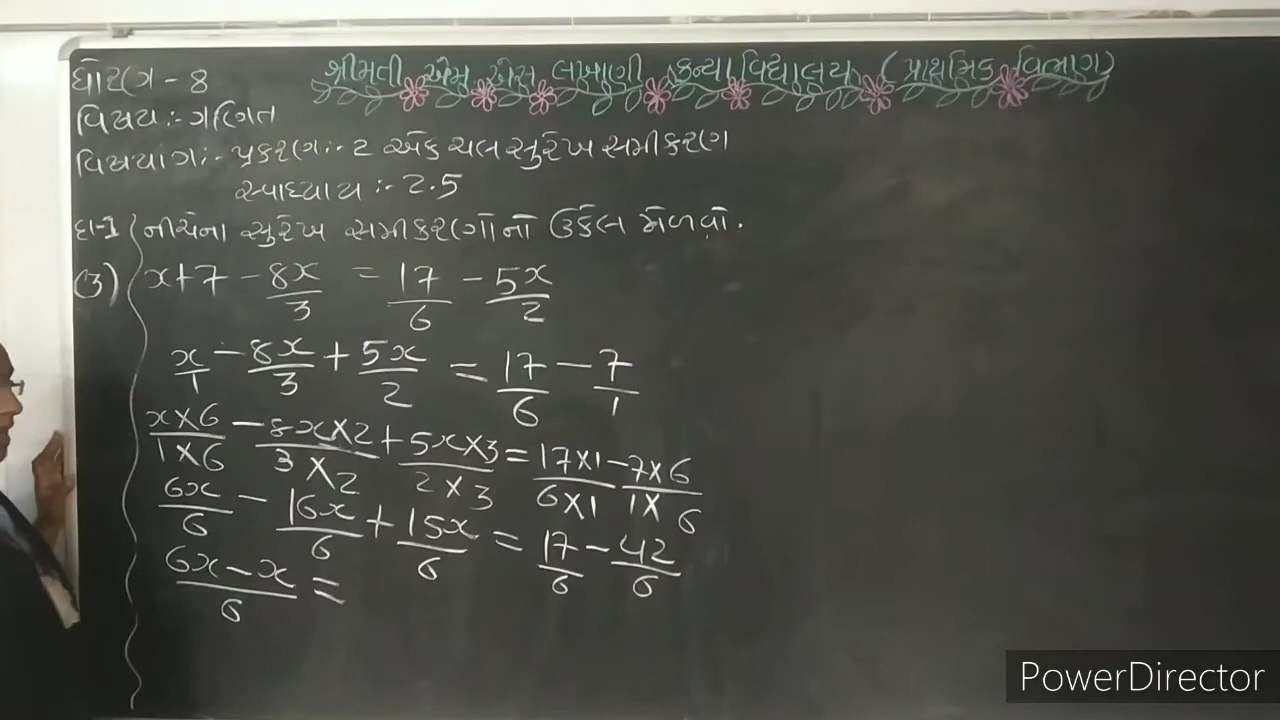 ધોરણ - 8
શ્રીમતી એમ એસ લખાણી કન્યા વિદ્યાલય (પ્રાથમિક વિભાગ)
વિષય :- ગણિત
વિષયાંગ :- પ્રકરણ :- 2 એક ચલ સુરેખ સમીકરણ
સ્વાધ્યાય :- 2.5
દા-1 નીચેના સુરેખ સમીકરણોનો ઉકેલ મેળવો.
(3) x+7 - 8x/3 = 17/6 - 5x/2
x/1 - 8x/3 + 5x/2 = 17/6 - 7/1
x×6/1×6 - 8x×2/3×2 + 5x×3/2×3 = 17×1/6×1 - 7×6/1×6
6x/6 - 16x/6 + 15x/6 = 17/6 - 42/6
6x-x/6 =
PowerDirector